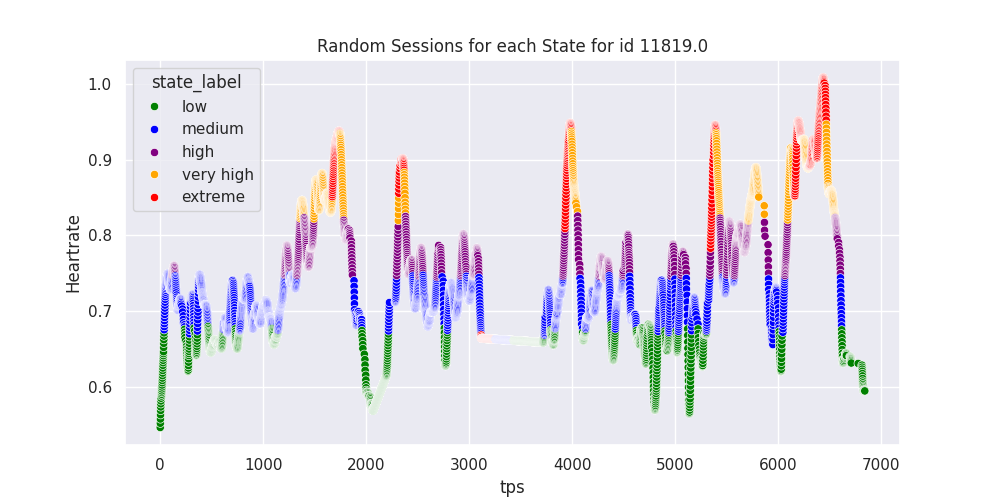 Random Sessions for each State for id 11819.0
Heartrate
1.0
0.9
0.8
0.7
0.6
state_label
low
medium
high
very high
extreme
0 1000 2000 3000 4000 5000 6000 7000
tps